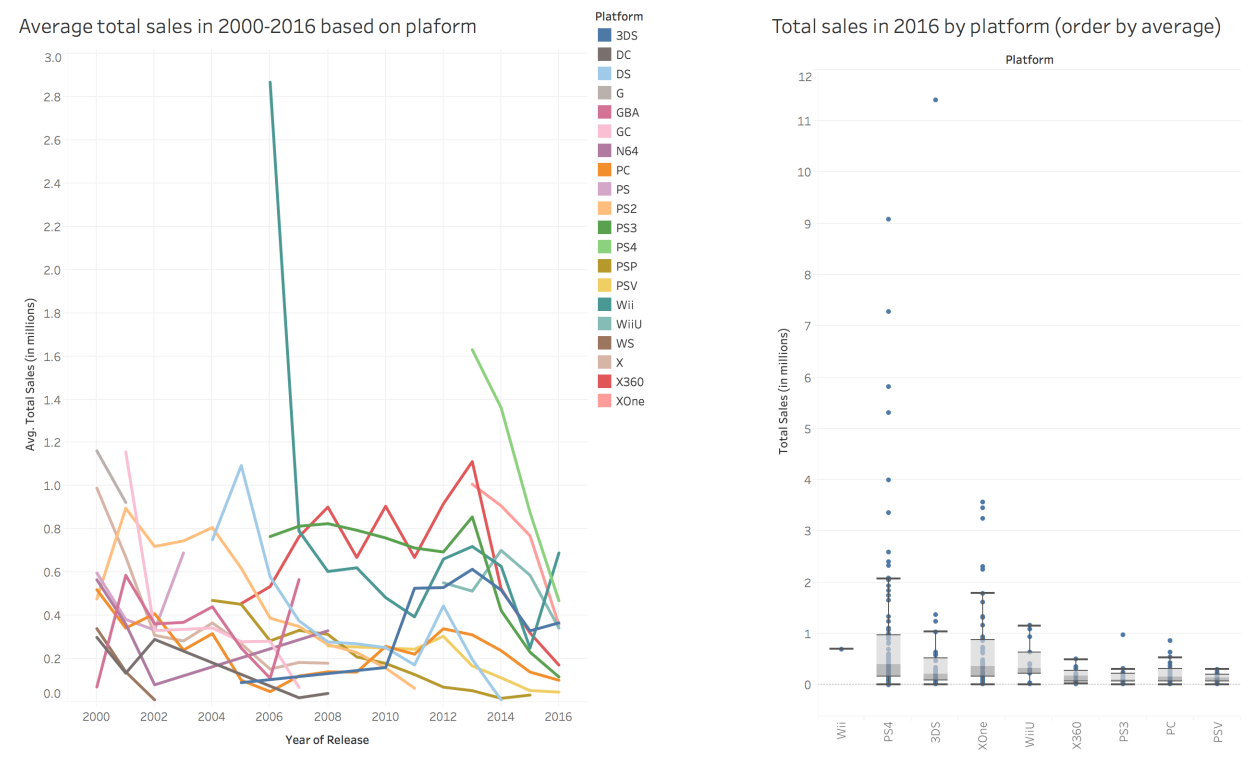 Average total sales in 2000-2016 based on plaform
3.0
2.8
2.6
2.4
2.2
2.0
1.8
1.6
1.4
1.2
1.0
0.8
0.6
0.4
0.2
0.0
Avg. Total Sales (in millions)
2000 2002 2004 2006 2008 2010 2012 2014 2016
Year of Release
Platform
3DS
DC
DS
G
GBA
GC
N64
PC
PS
PS2
PS3
PS4
PSP
PSV
Wii
WiiU
WS
X
X360
XOne
Total sales in 2016 by platform (order by average)
Platform
12
11
10
9
8
7
6
5
4
3
2
1
0
Total Sales (in millions)
Wii PS4 3DS XOne WiiU X360 PS3 PC PSV